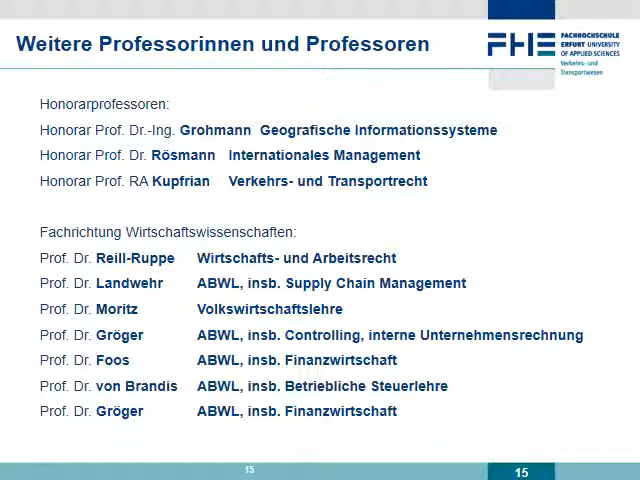 Weitere Professorinnen und Professoren
FHE
FACHHOCHSCHULE
ERFURT UNIVERSITY
OF APPLIED SCIENCES
Verkehrs- und
Transportwesen
Honorarprofessoren:
Honorar Prof. Dr.-Ing. Grohmann Geografische Informationssysteme
Honorar Prof. Dr. Rösmann Internationales Management
Honorar Prof. RA Kupfrian Verkehrs- und Transportrecht
Fachrichtung Wirtschaftswissenschaften:
Prof. Dr. Reill-Ruppe Wirtschafts- und Arbeitsrecht
Prof. Dr. Landwehr ABWL, insb. Supply Chain Management
Prof. Dr. Moritz Volkswirtschaftslehre
Prof. Dr. Gröger ABWL, insb. Controlling, interne Unternehmensrechnung
Prof. Dr. Foos ABWL, insb. Finanzwirtschaft
Prof. Dr. von Brandis ABWL, insb. Betriebliche Steuerlehre
Prof. Dr. Gröger ABWL, insb. Finanzwirtschaft
15 15